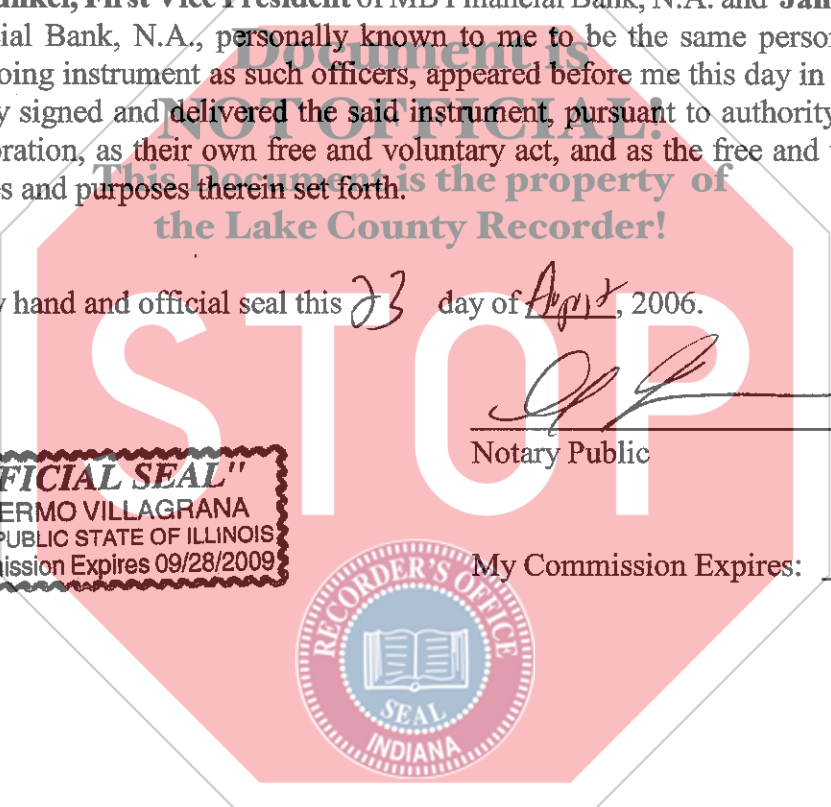 nkel, First Vice President of MB Financial Bank, N.A. and Jan
cial Bank, N.A., personally known to me to be the same person
oing instrument as such officers, appeared before me this day in
y signed and delivered the said instrument, pursuant to authority
oration, as their own free and voluntary act, and as the free and
s and purposes therein set forth.
Document is
NOT OFFICIAL!
This Document is the property of
the Lake County Recorder!
y hand and official seal this 23 day of April, 2006.
STOP
Notary Public
FICIAL SEAL"
ERMO VILLAGRANA
PUBLIC STATE OF ILLINOIS
ission Expires 09/28/2009
My Commission Expires:
RECORDER'S OFFICE
SEAL
INDIANA